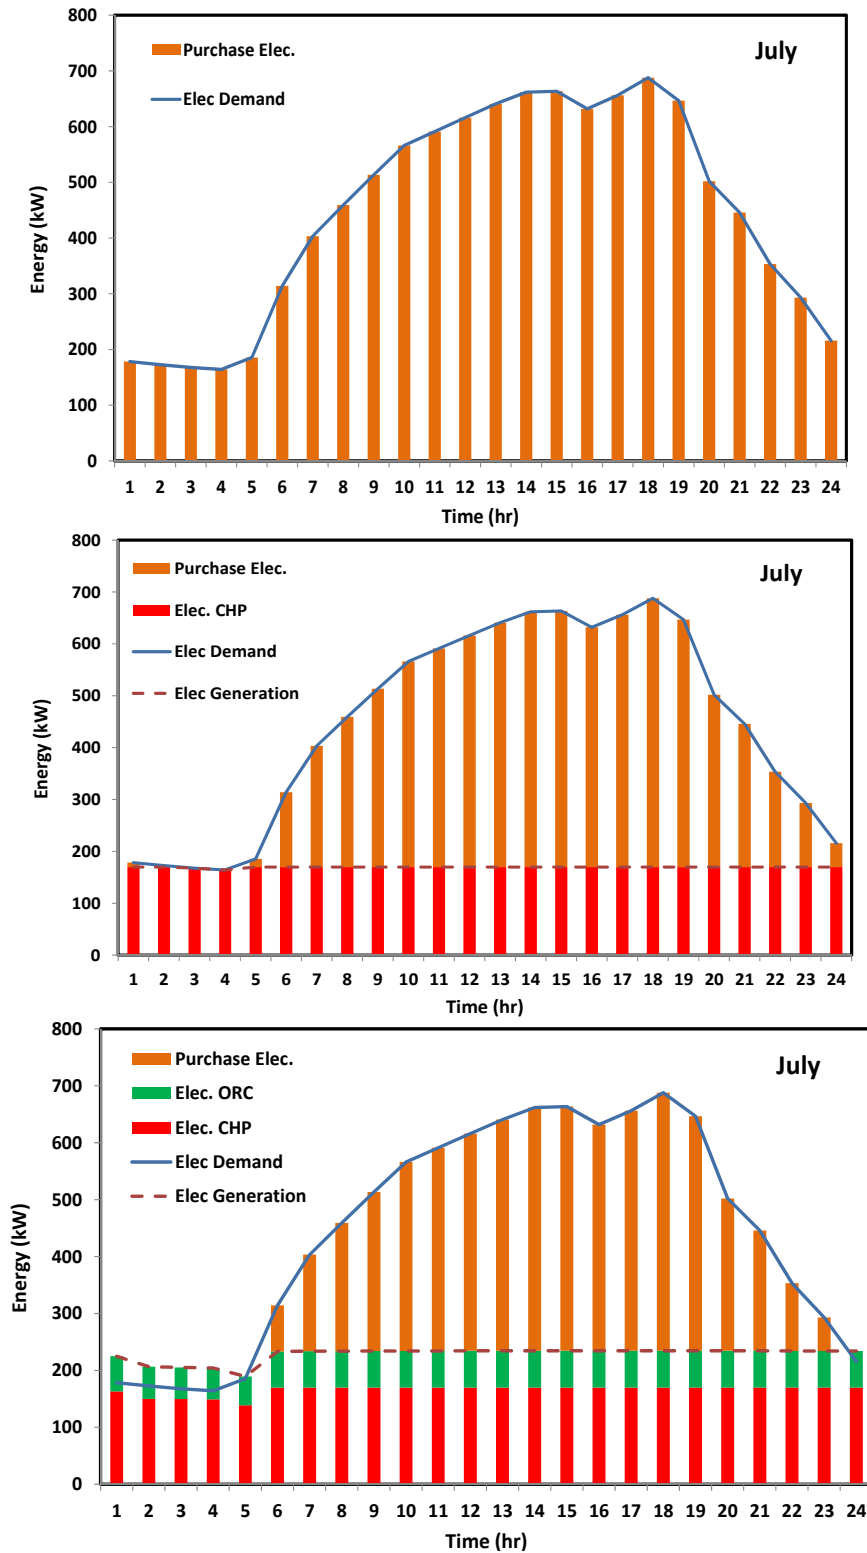 800
700
600
500
400
300
200
100
0
Energy (kW)
Purchase Elec.
Elec Demand
July
1 2 3 4 5 6 7 8 9 10 11 12 13 14 15 16 17 18 19 20 21 22 23 24
Time (hr)
800
700
600
500
400
300
200
100
0
Energy (kW)
Purchase Elec.
Elec. CHP
Elec Demand
Elec Generation
July
1 2 3 4 5 6 7 8 9 10 11 12 13 14 15 16 17 18 19 20 21 22 23 24
Time (hr)
800
700
600
500
400
300
200
100
0
Energy (kW)
Purchase Elec.
Elec. ORC
Elec. CHP
Elec Demand
Elec Generation
July
1 2 3 4 5 6 7 8 9 10 11 12 13 14 15 16 17 18 19 20 21 22 23 24
Time (hr)